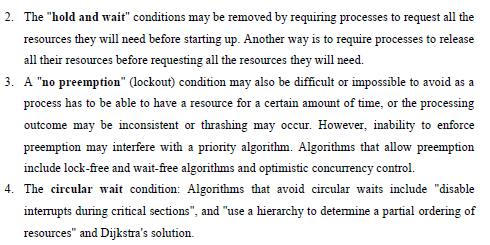 2. The "hold and wait" conditions may be removed by requiring processes to request all the
resources they will need before starting up. Another way is to require processes to release
all their resources before requesting all the resources they will need.
3. A "no preemption" (lockout) condition may also be difficult or impossible to avoid as a
process has to be able to have a resource for a certain amount of time, or the processing
outcome may be inconsistent or thrashing may occur. However, inability to enforce
preemption may interfere with a priority algorithm. Algorithms that allow preemption
include lock-free and wait-free algorithms and optimistic concurrency control.
4. The circular wait condition: Algorithms that avoid circular waits include "disable
interrupts during critical sections", and "use a hierarchy to determine a partial ordering of
resources" and Dijkstra's solution.